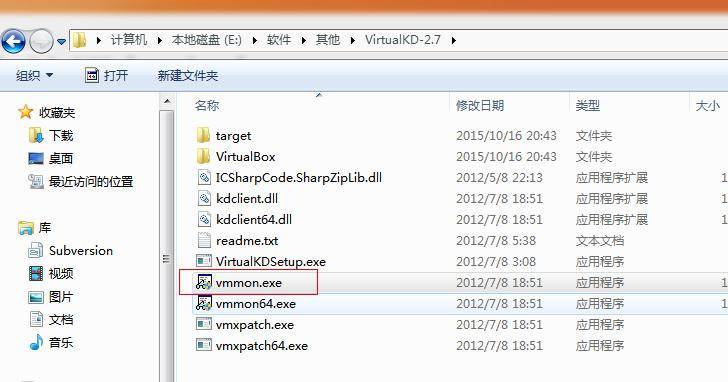 计算机 本地磁盘 (E:) 软件 其他 VirtualKD-2.7
组织 打开 新建文件夹
名称 修改日期 类型 大小
收藏夹
下载
桌面
最近访问的位置
库
Subversion
视频
图片
文档
音乐
target 2015/10/16 20:43 文件夹
VirtualBox 2015/10/16 20:43 文件夹
ICSharpCode.SharpZipLib.dll 2012/5/8 22:13 应用程序扩展 1
kdclient.dll 2012/7/8 18:51 应用程序扩展 1
kdclient64.dll 2012/7/8 18:51 应用程序扩展 1
readme.txt 2012/7/8 5:38 文本文档
VirtualKDSetup.exe 2012/7/8 3:08 应用程序
vmmon.exe 2012/7/8 18:51 应用程序 1
vmmon64.exe 2012/7/8 18:51 应用程序 1
vmxpatch.exe 2012/7/8 18:51 应用程序
vmxpatch64.exe 2012/7/8 18:51 应用程序